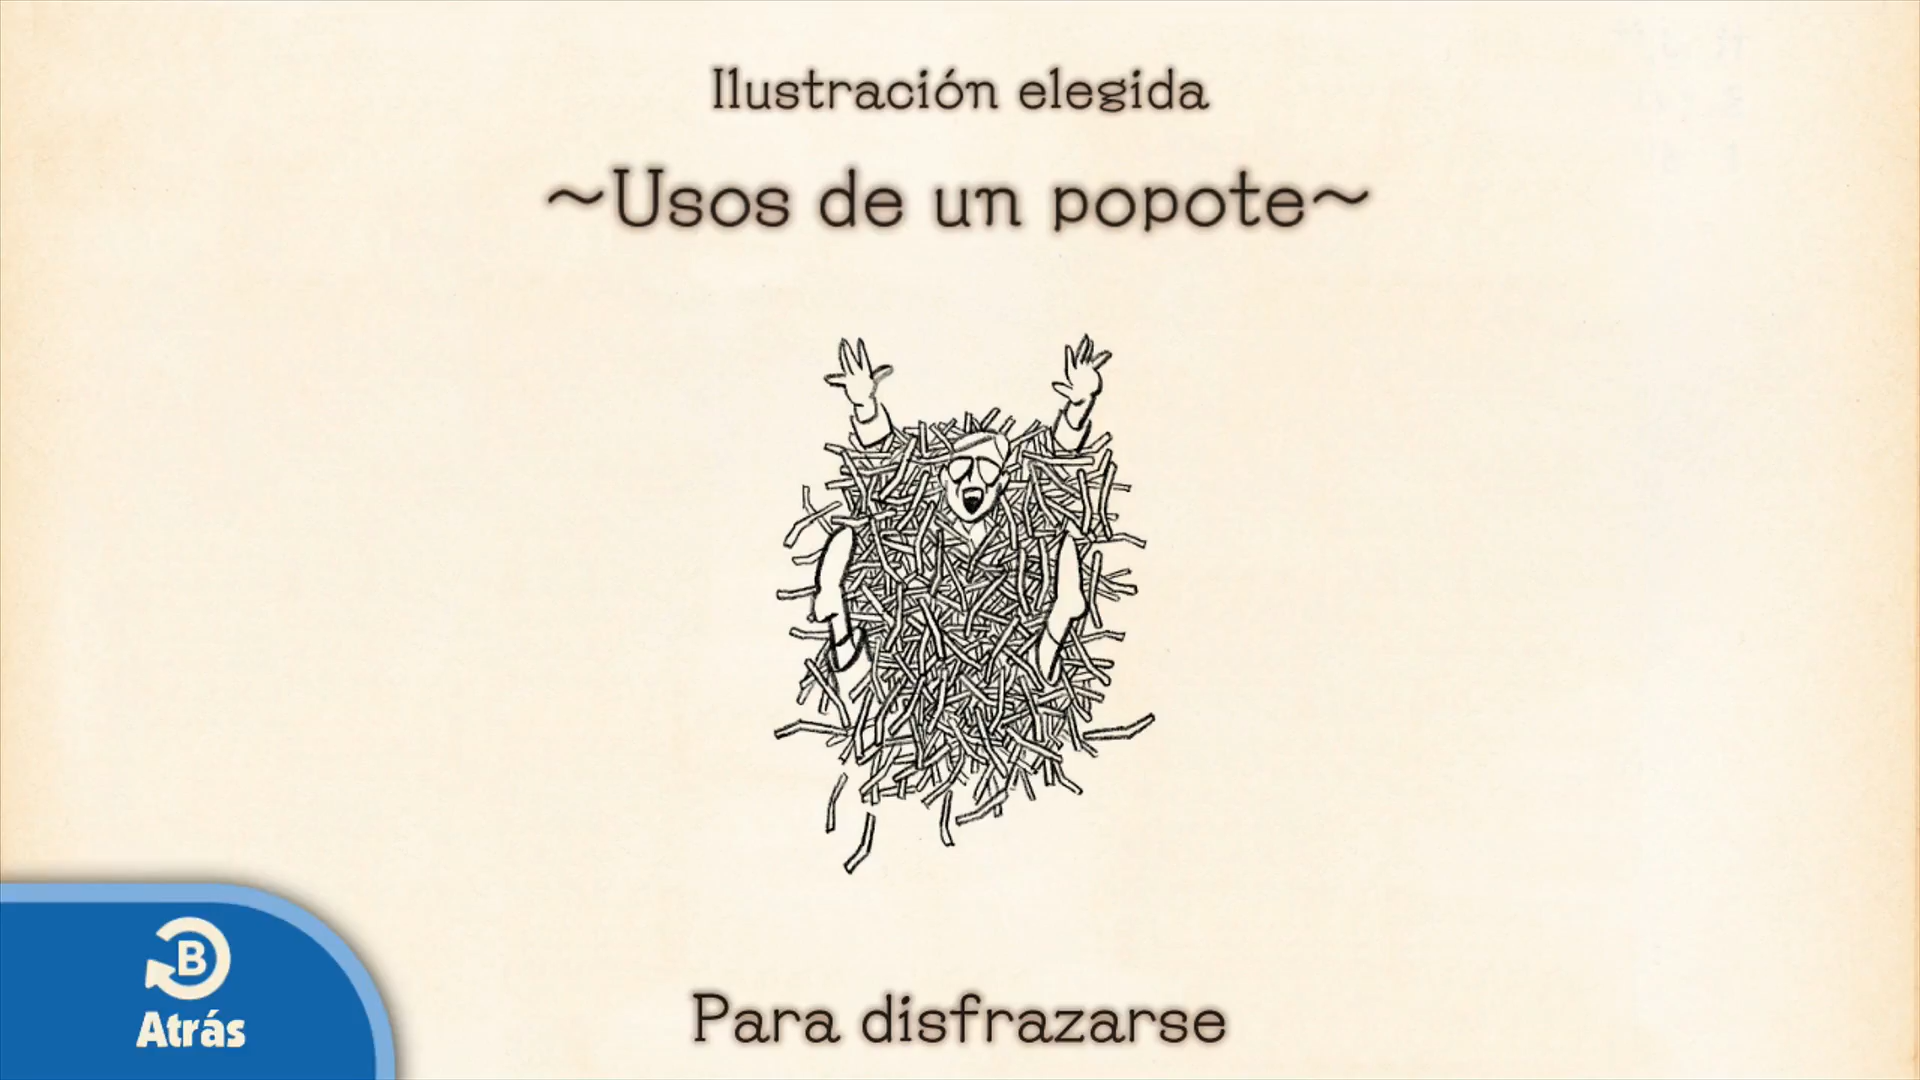 Ilustración elegida
~Usos de un popote~
B
Atrás
Para disfrazarse